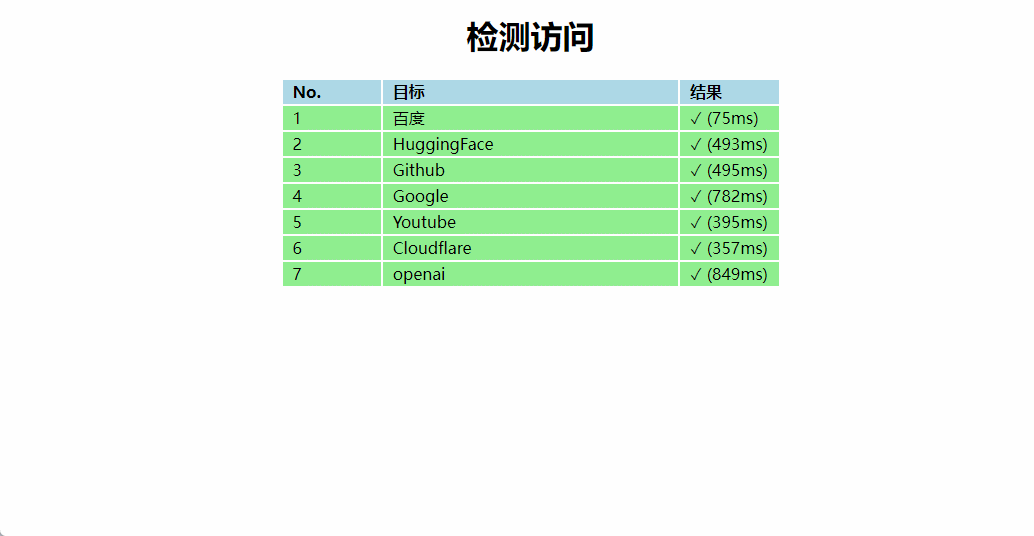 检测访问
No. 目标 结果
1 百度 ✓ (75ms)
2 HuggingFace ✓ (493ms)
3 Github ✓ (495ms)
4 Google ✓ (782ms)
5 Youtube ✓ (395ms)
6 Cloudflare ✓ (357ms)
7 openai ✓ (849ms)